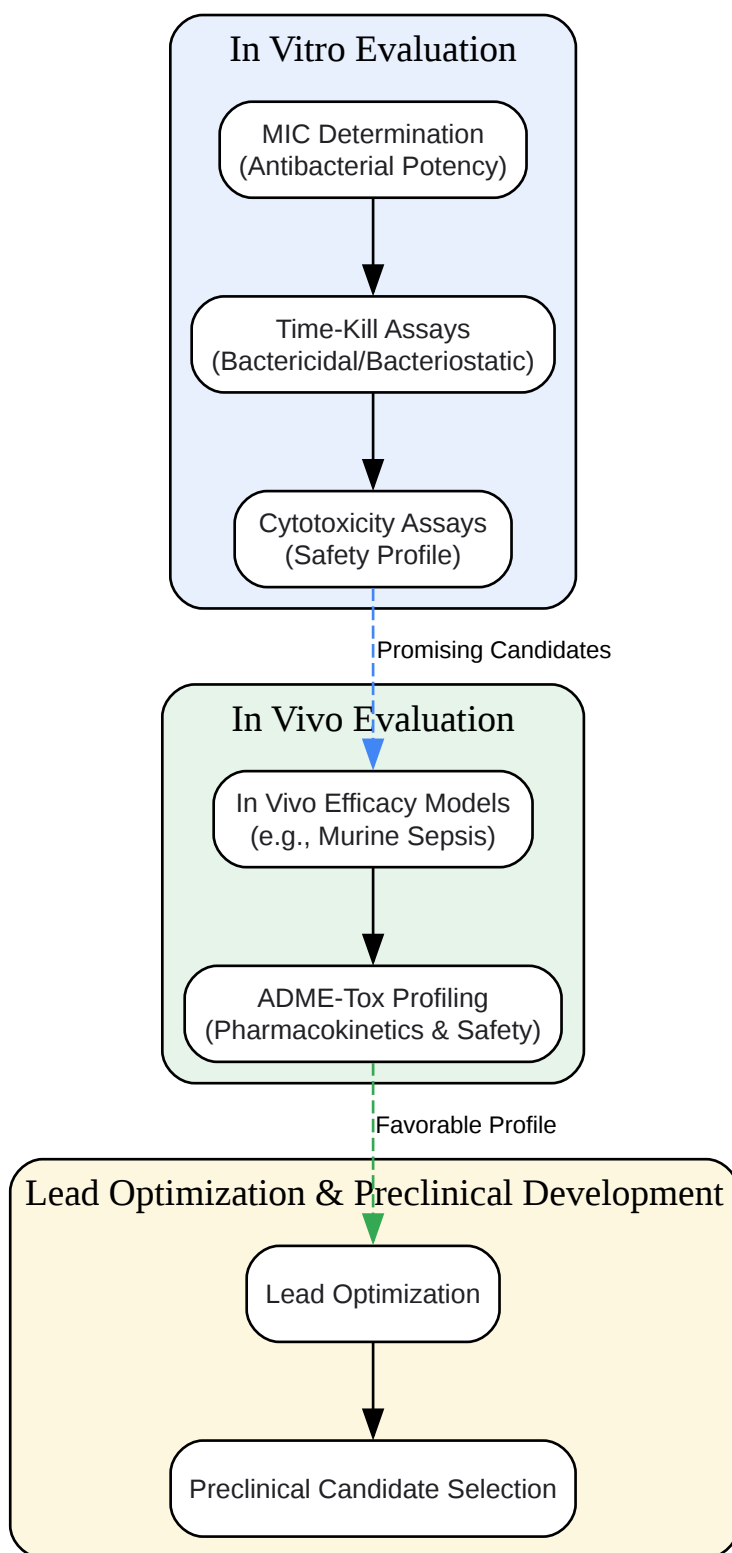 In Vitro Evaluation
MIC Determination
(Antibacterial Potency)
Time-Kill Assays
(Bactericidal/Bacteriostatic)
Cytotoxicity Assays
(Safety Profile)
Promising Candidates
In Vivo Evaluation
In Vivo Efficacy Models
(e.g., Murine Sepsis)
ADME-Tox Profiling
(Pharmacokinetics & Safety)
Favorable Profile
Lead Optimization & Preclinical Development
Lead Optimization
Preclinical Candidate Selection